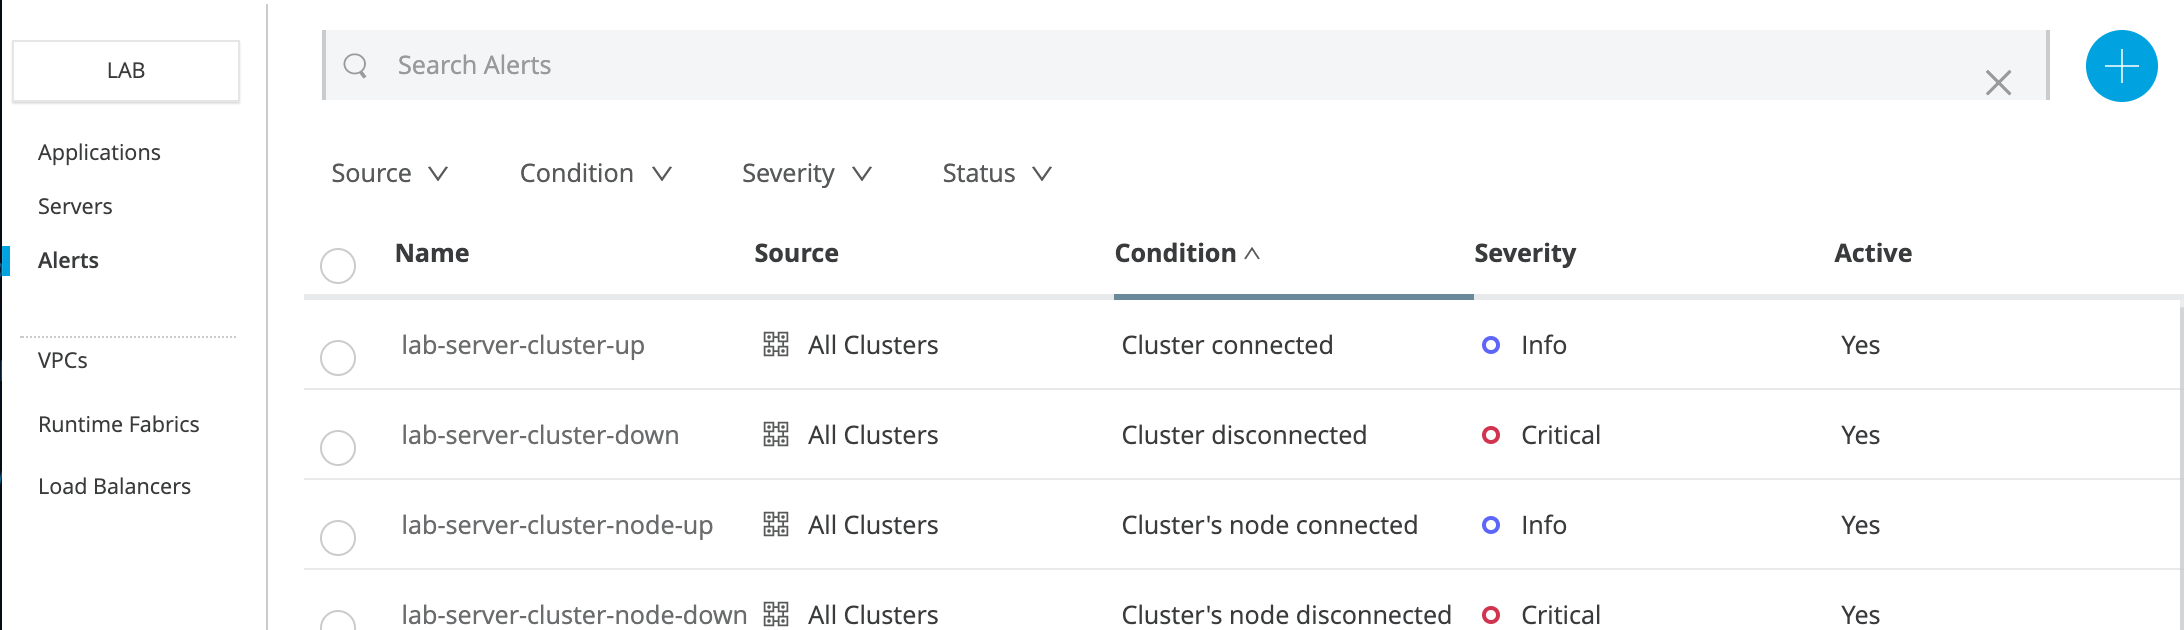 LAB
Applications
Servers
Alerts
VPCs
Runtime Fabrics
Load Balancers
Search Alerts
Source Condition Severity Status
Name Source Condition Severity Active
lab-server-cluster-up All Clusters Cluster connected Info Yes
lab-server-cluster-down All Clusters Cluster disconnected Critical Yes
lab-server-cluster-node-up All Clusters Cluster's node connected Info Yes
lab-server-cluster-node-down All Clusters Cluster's node disconnected Critical Yes